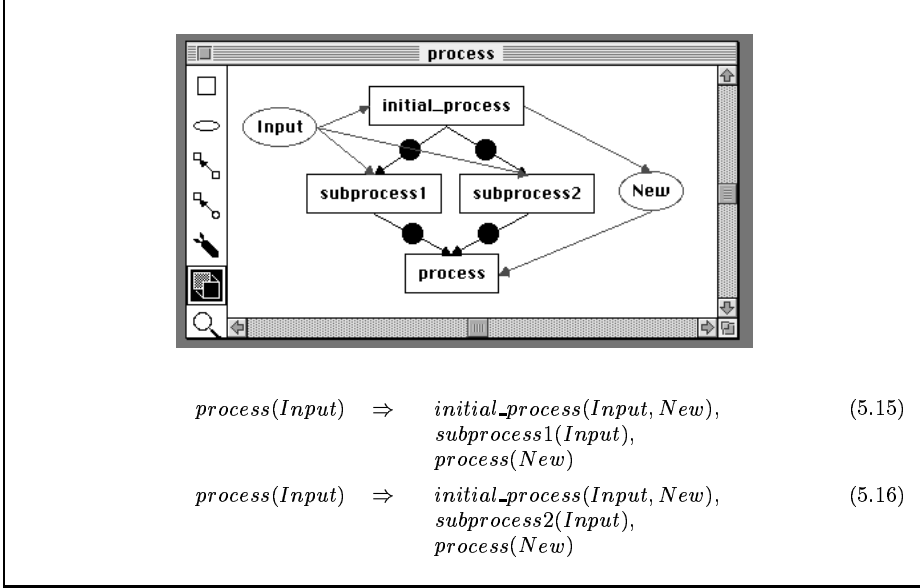 process
initial_process
Input
subprocess1
subprocess2
New
process
process(Input) ⇒ initial_process(Input, New), (5.15)
subprocess1(Input),
process(New)
process(Input) ⇒ initial_process(Input, New), (5.16)
subprocess2(Input),
process(New)